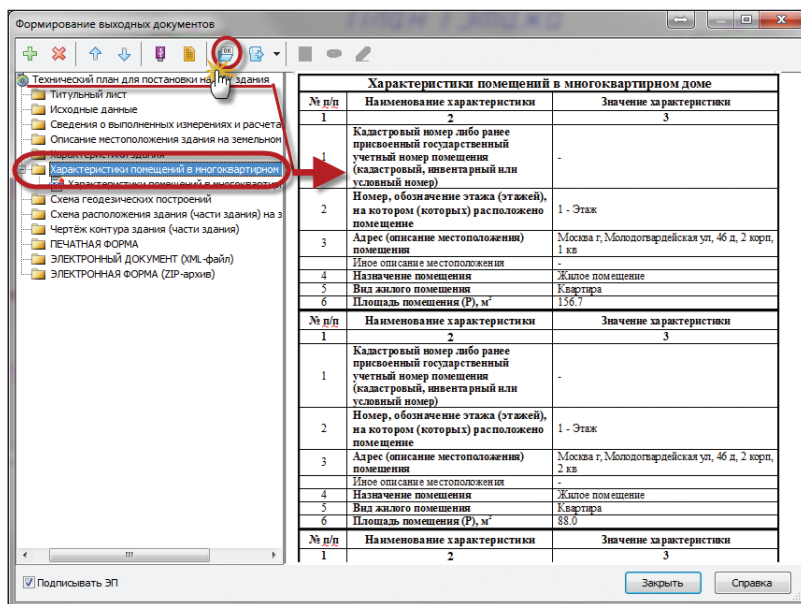 Формирование выходных документов
План 1 этажа
Технический план для постановки на здания
Титульный лист
Исходные данные
Сведения о выполненных измерениях и расчета
Описание местоположения здания на земельном
Характеристики здания
Характеристики помещений в многоквартирном
Характеристики помещений в многоквартир
Схема геодезических построений
Схема расположения здания (части здания) на з
Чертёж контура здания (части здания)
ПЕЧАТНАЯ ФОРМА
ЭЛЕКТРОННЫЙ ДОКУМЕНТ (XML-файл)
ЭЛЕКТРОННАЯ ФОРМА (ZIP-архив)
Характеристики помещений в многоквартирном доме
№ п/п Наименование характеристики Значение характеристики
1 2 3
Кадастровый номер либо ранее
присвоенный государственный
1 учетный номер помещения -
(кадастровый, инвентарный или
условный номер)
Номер, обозначение этажа (этажей),
2 на котором (которых) расположено 1 - Этаж
помещение
3 Адрес (описание местоположения) Москва г, Молодогвардейская ул, 46 д, 2 корп,
помещения 1 кв
Иное описание местоположения -
4 Назначение помещения Жилое помещение
5 Вид жилого помещения Квартира
6 Площадь помещения (Р), м² 156.7
№ п/п Наименование характеристики Значение характеристики
1 2 3
Кадастровый номер либо ранее
присвоенный государственный
1 учетный номер помещения -
(кадастровый, инвентарный или
условный номер)
Номер, обозначение этажа (этажей),
2 на котором (которых) расположено 1 - Этаж
помещение
3 Адрес (описание местоположения) Москва г, Молодогвардейская ул, 46 д, 2 корп,
помещения 2 кв
Иное описание местоположения -
4 Назначение помещения Жилое помещение
5 Вид жилого помещения Квартира
6 Площадь помещения (Р), м² 88.0
№ п/п Наименование характеристики Значение характеристики
1 2 3
Подписывать ЭП
Закрыть Справка